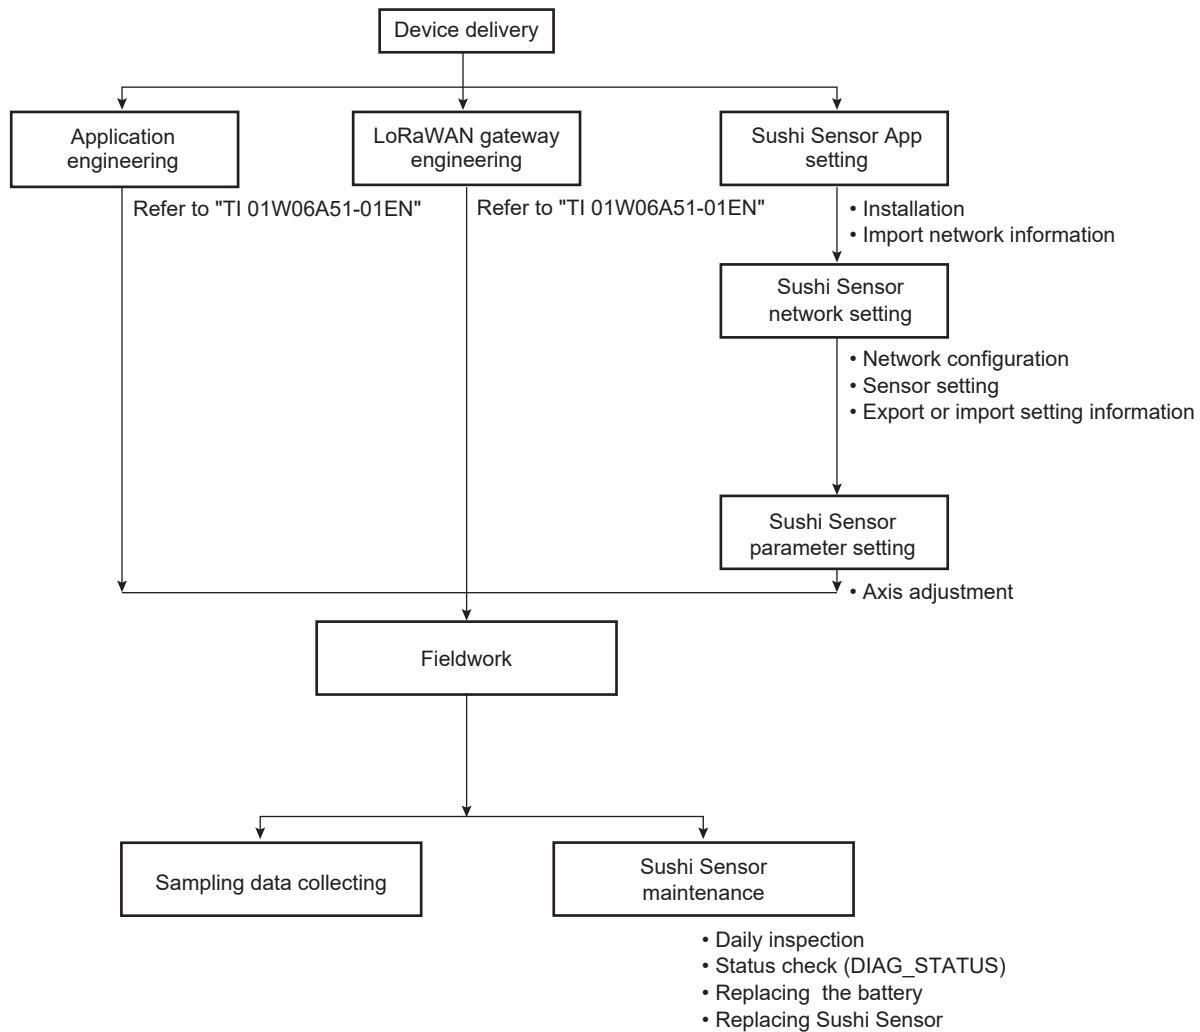 Device delivery
Application
engineering
LoRaWAN gateway
engineering
Sushi Sensor App
setting
Refer to "TI 01W06A51-01EN"
Refer to "TI 01W06A51-01EN"
• Installation
• Import network information
Sushi Sensor
network setting
• Network configuration
• Sensor setting
• Export or import setting information
Sushi Sensor
parameter setting
• Axis adjustment
Fieldwork
Sampling data collecting
Sushi Sensor
maintenance
• Daily inspection
• Status check (DIAG_STATUS)
• Replacing  the battery
• Replacing Sushi Sensor